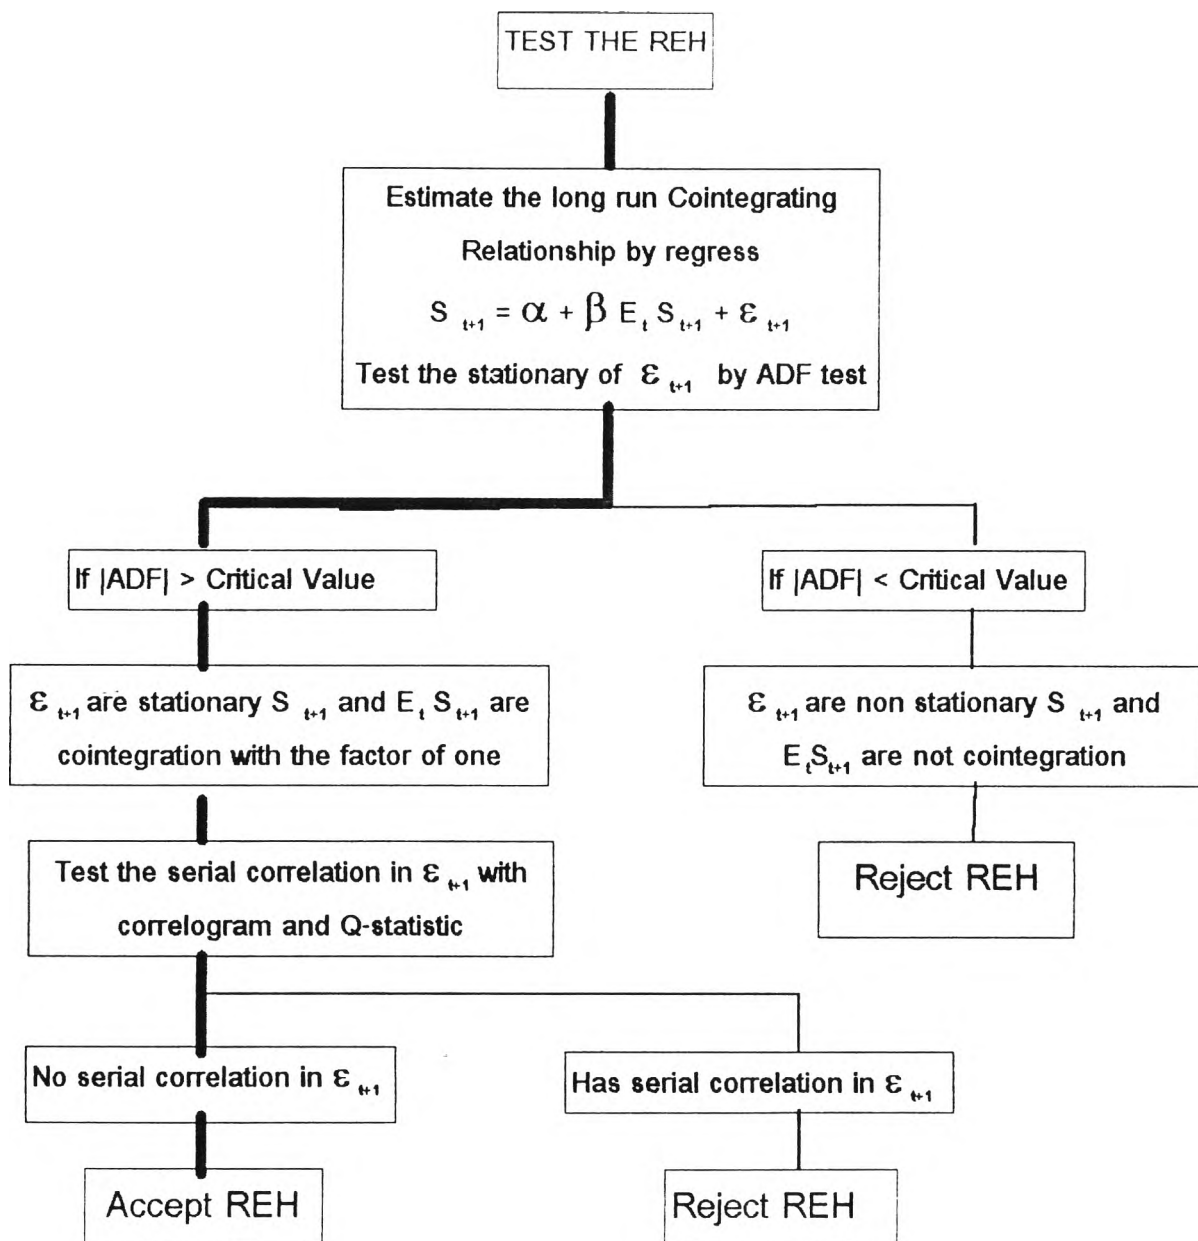 TEST THE REH
Estimate the long run Cointegrating
Relationship by regress
S t+1 = α + β E t S t+1 + ε t+1
Test the stationary of ε t+1 by ADF test
If |ADF| > Critical Value
If |ADF| < Critical Value
ε t+1 are stationary S t+1 and E t S t+1 are
cointegration with the factor of one
ε t+1 are non stationary S t+1 and
E t S t+1 are not cointegration
Test the serial correlation in ε t+1 with
correlogram and Q-statistic
Reject REH
No serial correlation in ε t+1
Has serial correlation in ε t+1
Accept REH
Reject REH